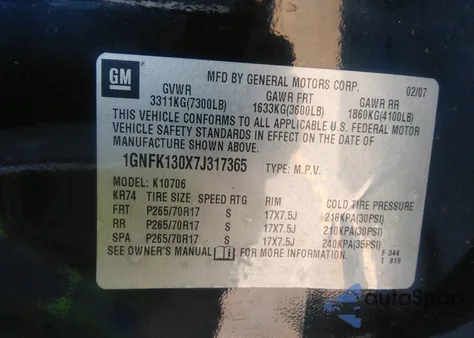 GM
MFD BY GENERAL MOTORS CORP. 02/07
GVWR GAWR FRT GAWR RR
3311KG(7300LB) 1633KG(3600LB) 1860KG(4100LB)
THIS VEHICLE CONFORMS TO ALL APPLICABLE U.S. FEDERAL MOTOR
VEHICLE SAFETY STANDARDS IN EFFECT ON THE DATE OF
MANUFACTURE SHOWN ABOVE.
1GNFK130X7J317365 TYPE: M.P.V.
MODEL: K10706
KR74 TIRE SIZE SPEED RTG RIM COLD TIRE PRESSURE
FRT P265/70R17 S 17X7.5J 210KPA(30PSI)
RR P265/70R17 S 17X7.5J 210KPA(30PSI)
SPA P265/70R17 S 17X7.5J 240KPA(35PSI)
SEE OWNER'S MANUAL FOR MORE INFORMATION. F 344
T 019
autoSnap